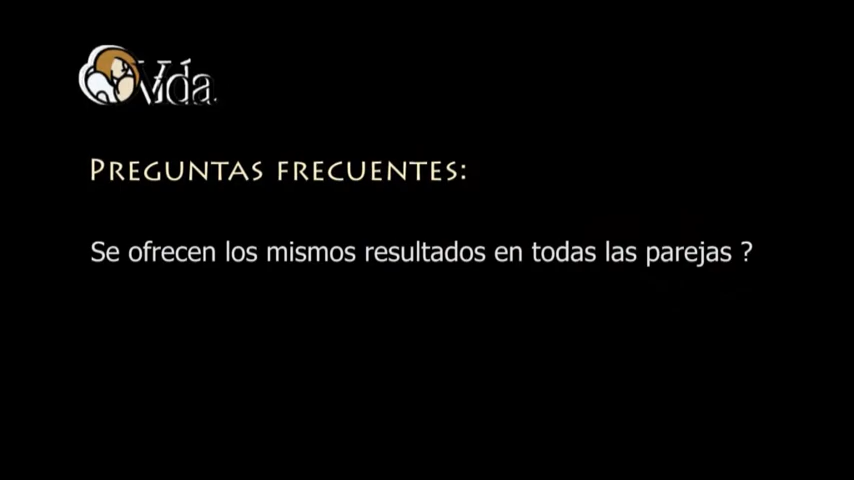 Vida
PREGUNTAS FRECUENTES:
Se ofrecen los mismos resultados en todas las parejas ?